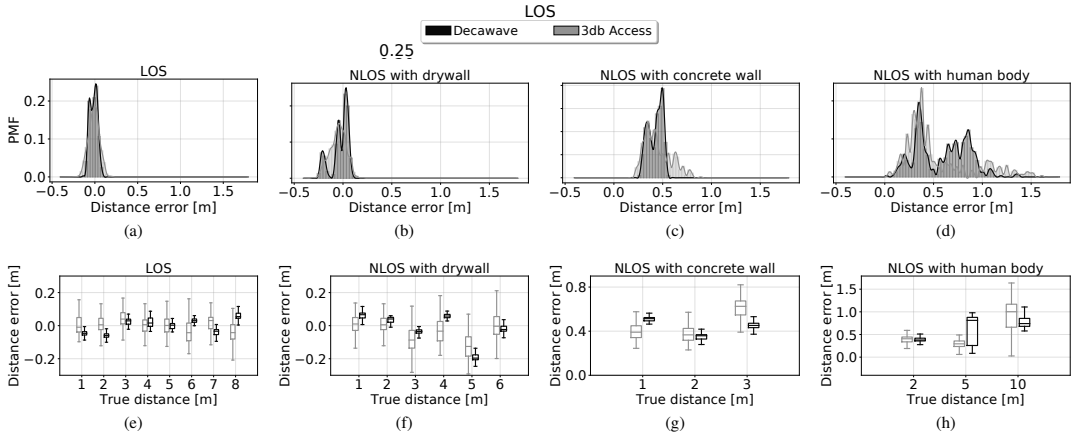 LOS
Decawave 3db Access
0.25
LOS NLOS with drywall NLOS with concrete wall NLOS with human body
PMF
0.2
0.1
0.0
−0.5 0.0 0.5 1.0 1.5 −0.5 0.0 0.5 1.0 1.5 −0.5 0.0 0.5 1.0 1.5 −0.5 0.0 0.5 1.0 1.5
Distance error [m] Distance error [m] Distance error [m] Distance error [m]
(a) (b) (c) (d)
LOS NLOS with drywall NLOS with concrete wall NLOS with human body
Distance error [m] Distance error [m] Distance error [m] Distance error [m]
0.2 0.2 0.8 1.5
0.0 0.0 0.4 1.0
−0.2 −0.2 0.0 0.5
0.0
1 2 3 4 5 6 7 8 1 2 3 4 5 6 1 2 3 2 5 10
True distance [m] True distance [m] True distance [m] True distance [m]
(e) (f) (g) (h)